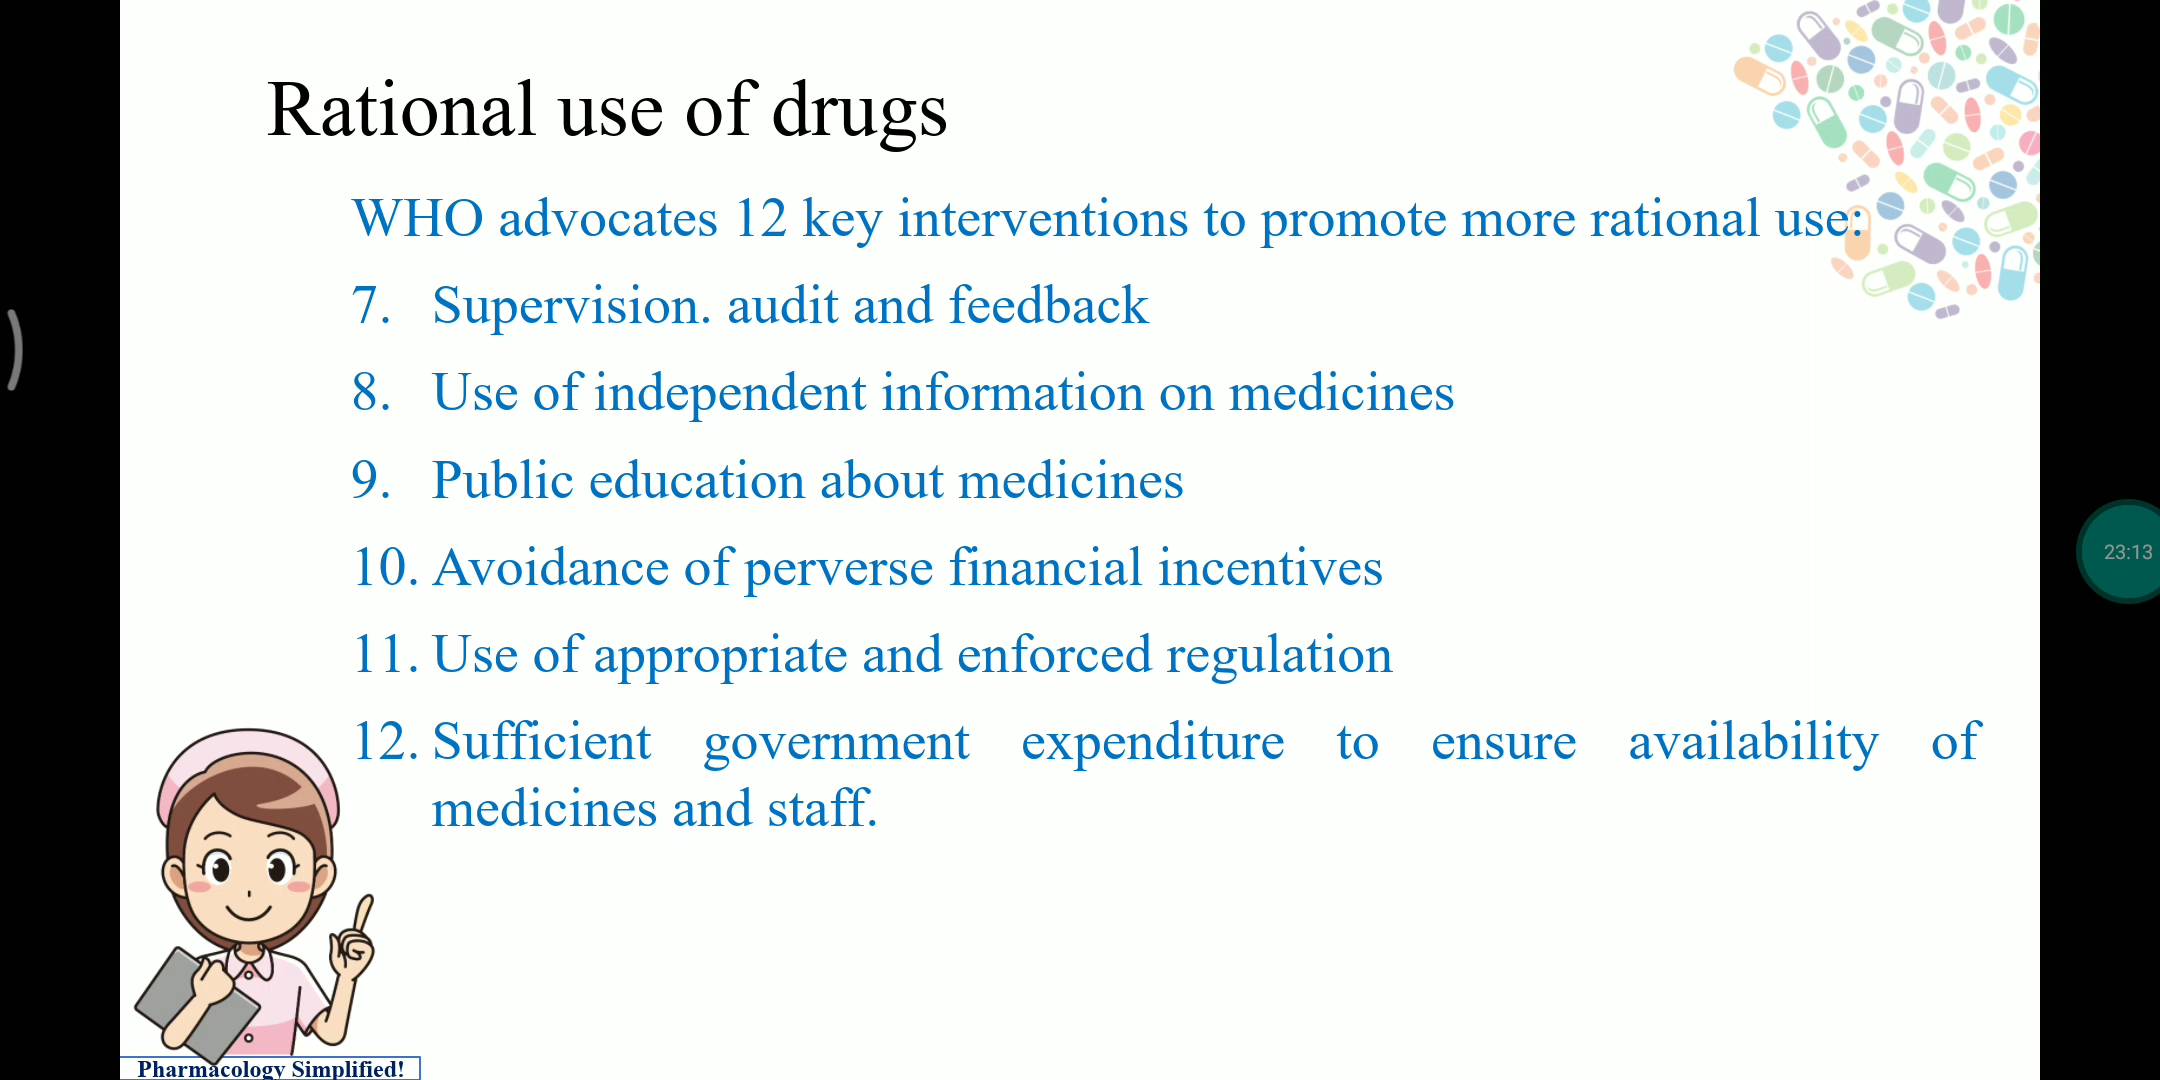 Rational use of drugs
WHO advocates 12 key interventions to promote more rational use:
7. Supervision. audit and feedback
8. Use of independent information on medicines
9. Public education about medicines
10. Avoidance of perverse financial incentives
11. Use of appropriate and enforced regulation
12. Sufficient government expenditure to ensure availability of
medicines and staff.
23:13
Pharmacology Simplified!